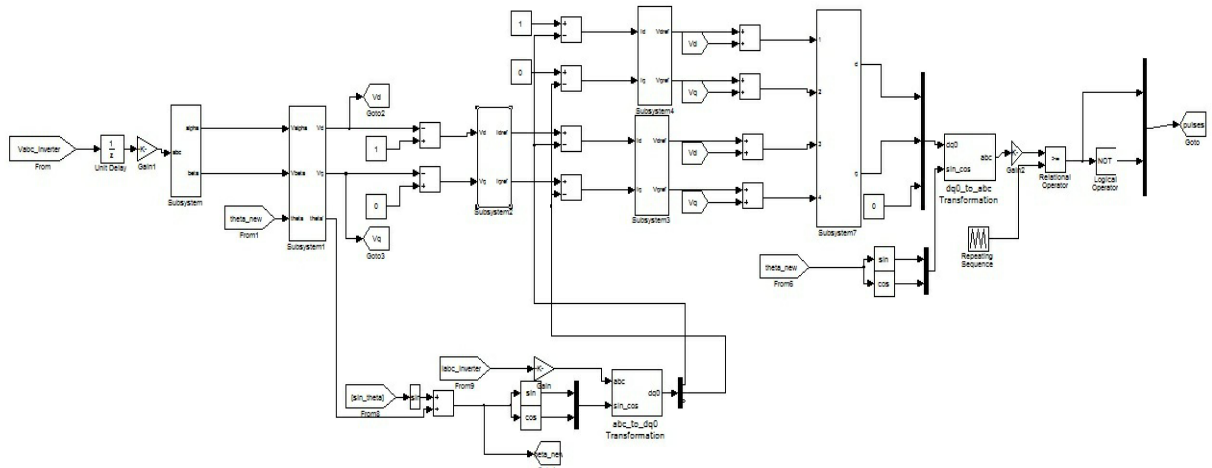 Vabc_Inverter
From
1
z
Unit Delay
-K-
Gain1
abc
alpha
beta
Subsystem
theta_new
From1
Valpha
Vbeta
theta
Vd
Vq
theta
Subsystem1
Vd
Goto2
Vq
Goto3
1
0
Vd
Vq
Idref
Iqref
Subsystem2
1
0
Id
Iq
Vdref
Vqref
Subsystem4
Id
Iq
Vdref
Vqref
Subsystem3
Vd
Vq
Vd
Vq
1
2
3
4
d
q
Subsystem7
0
theta_new
From6
sin
cos
dq0
sin_cos
abc
dq0_to_abc
Transformation
-K-
Gain2
Repeating
Sequence
>=
Relational
Operator
NOT
Logical
Operator
pulses
Goto
Iabc_Inverter
From9
-K-
Gain
[sin_theta]
From8
sin
sin
cos
abc
sin_cos
dq0
abc_to_dq0
Transformation